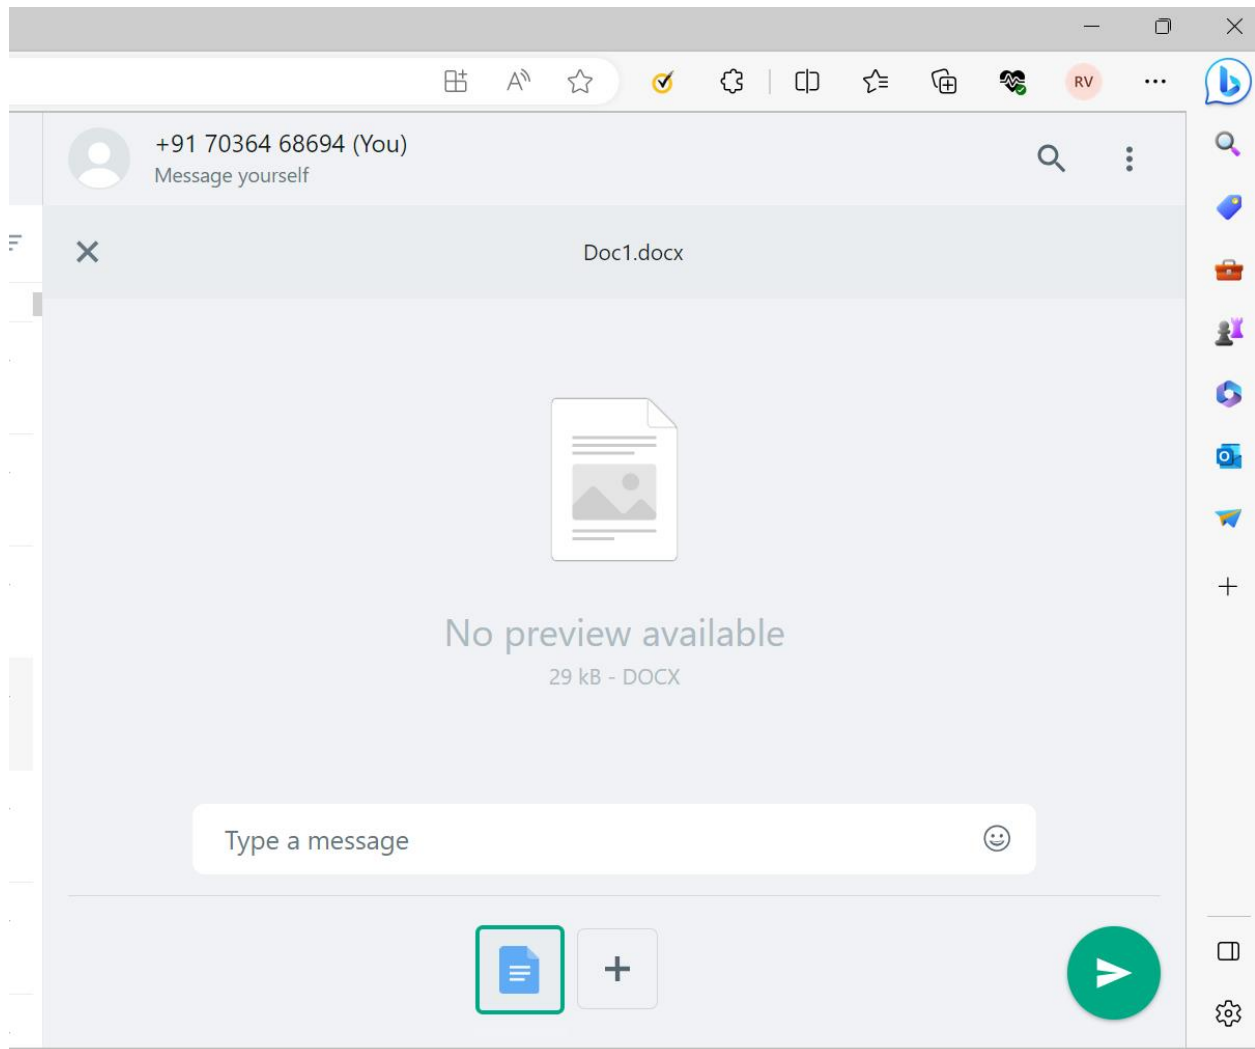 RV
+91 70364 68694 (You)
Message yourself
Doc1.docx
No preview available
29 kB - DOCX
Type a message